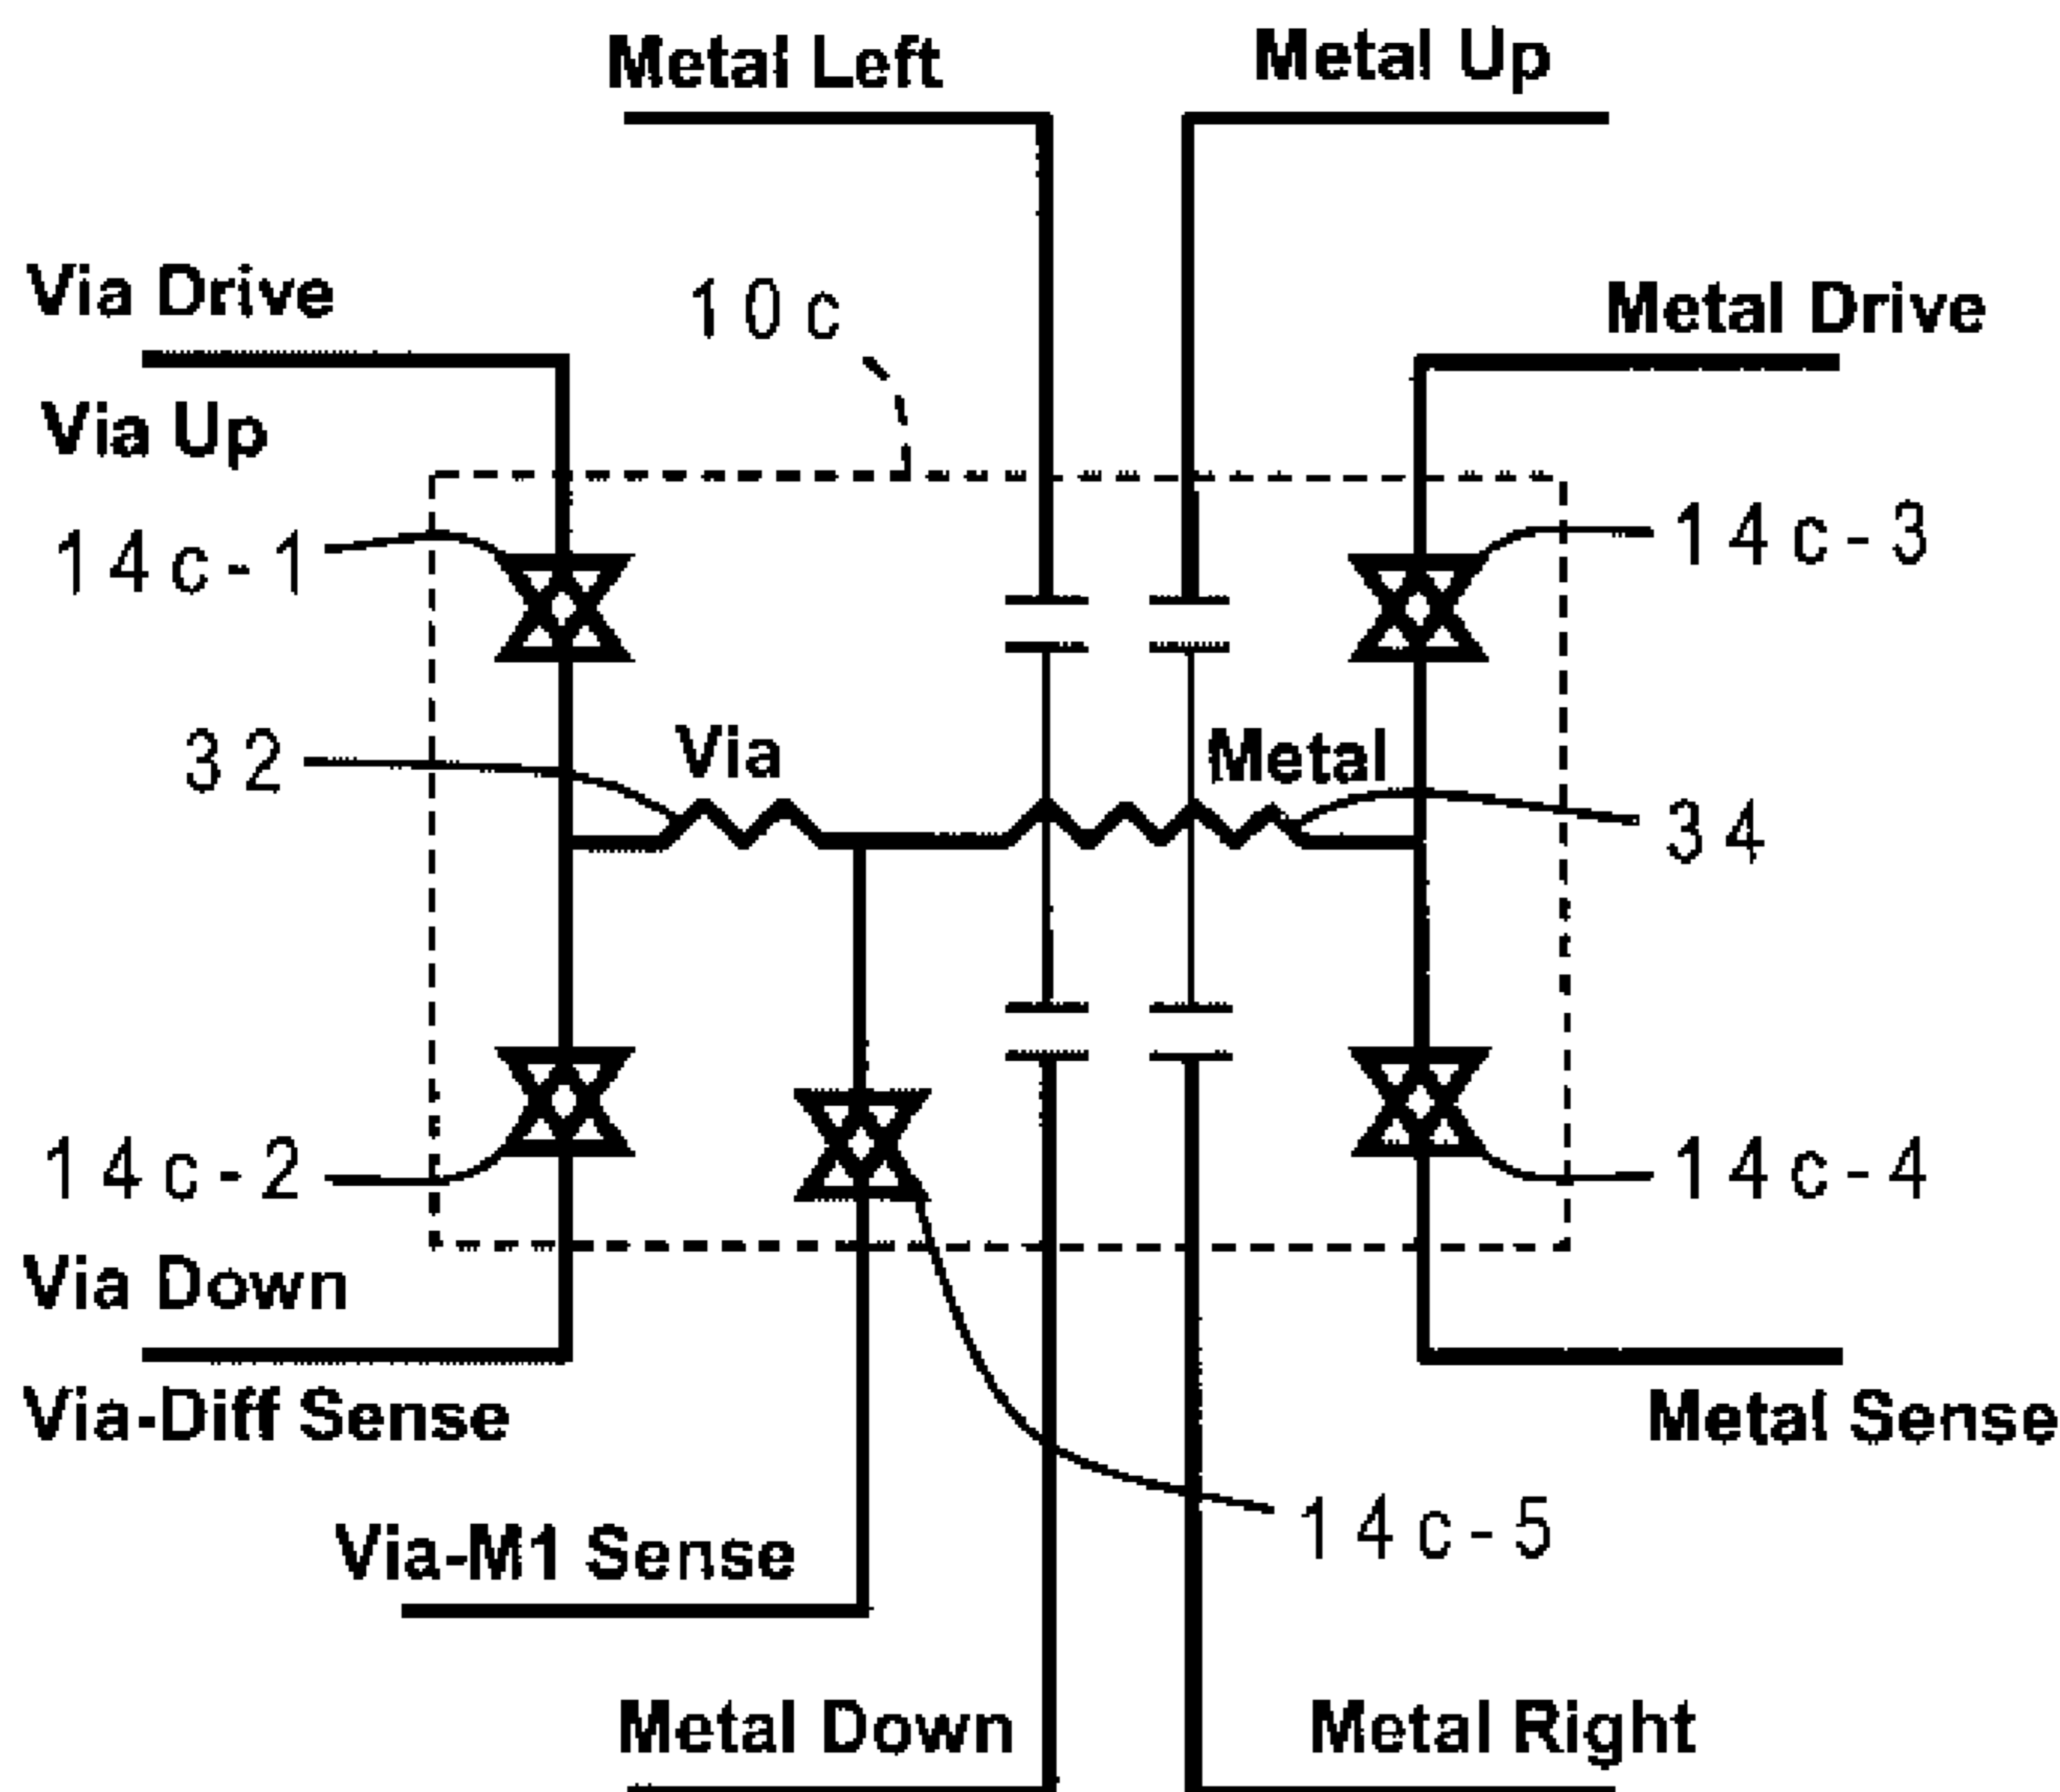 Metal Left
Metal Up
Via Drive
10c
Metal Drive
Via Up
14c-1
14c-3
32
Via
Metal
34
14c-2
14c-4
Via Down
Via-Diff Sense
Metal Sense
Via-M1 Sense
14c-5
Metal Down
Metal Right